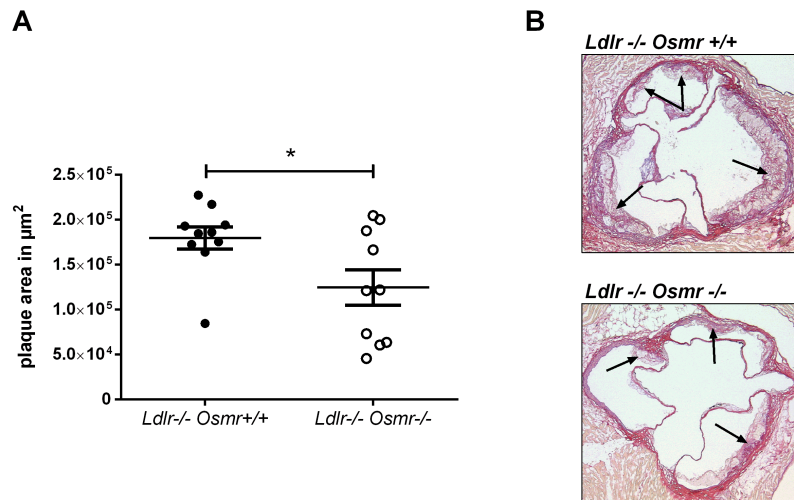 A
plaque area in µm²
2.5×10⁵
2.0×10⁵
1.5×10⁵
1.0×10⁵
5.0×10⁴
0
*
Ldlr-/- Osmr+/+
Ldlr-/- Osmr-/-
B
Ldlr -/- Osmr +/+
Ldlr -/- Osmr -/-